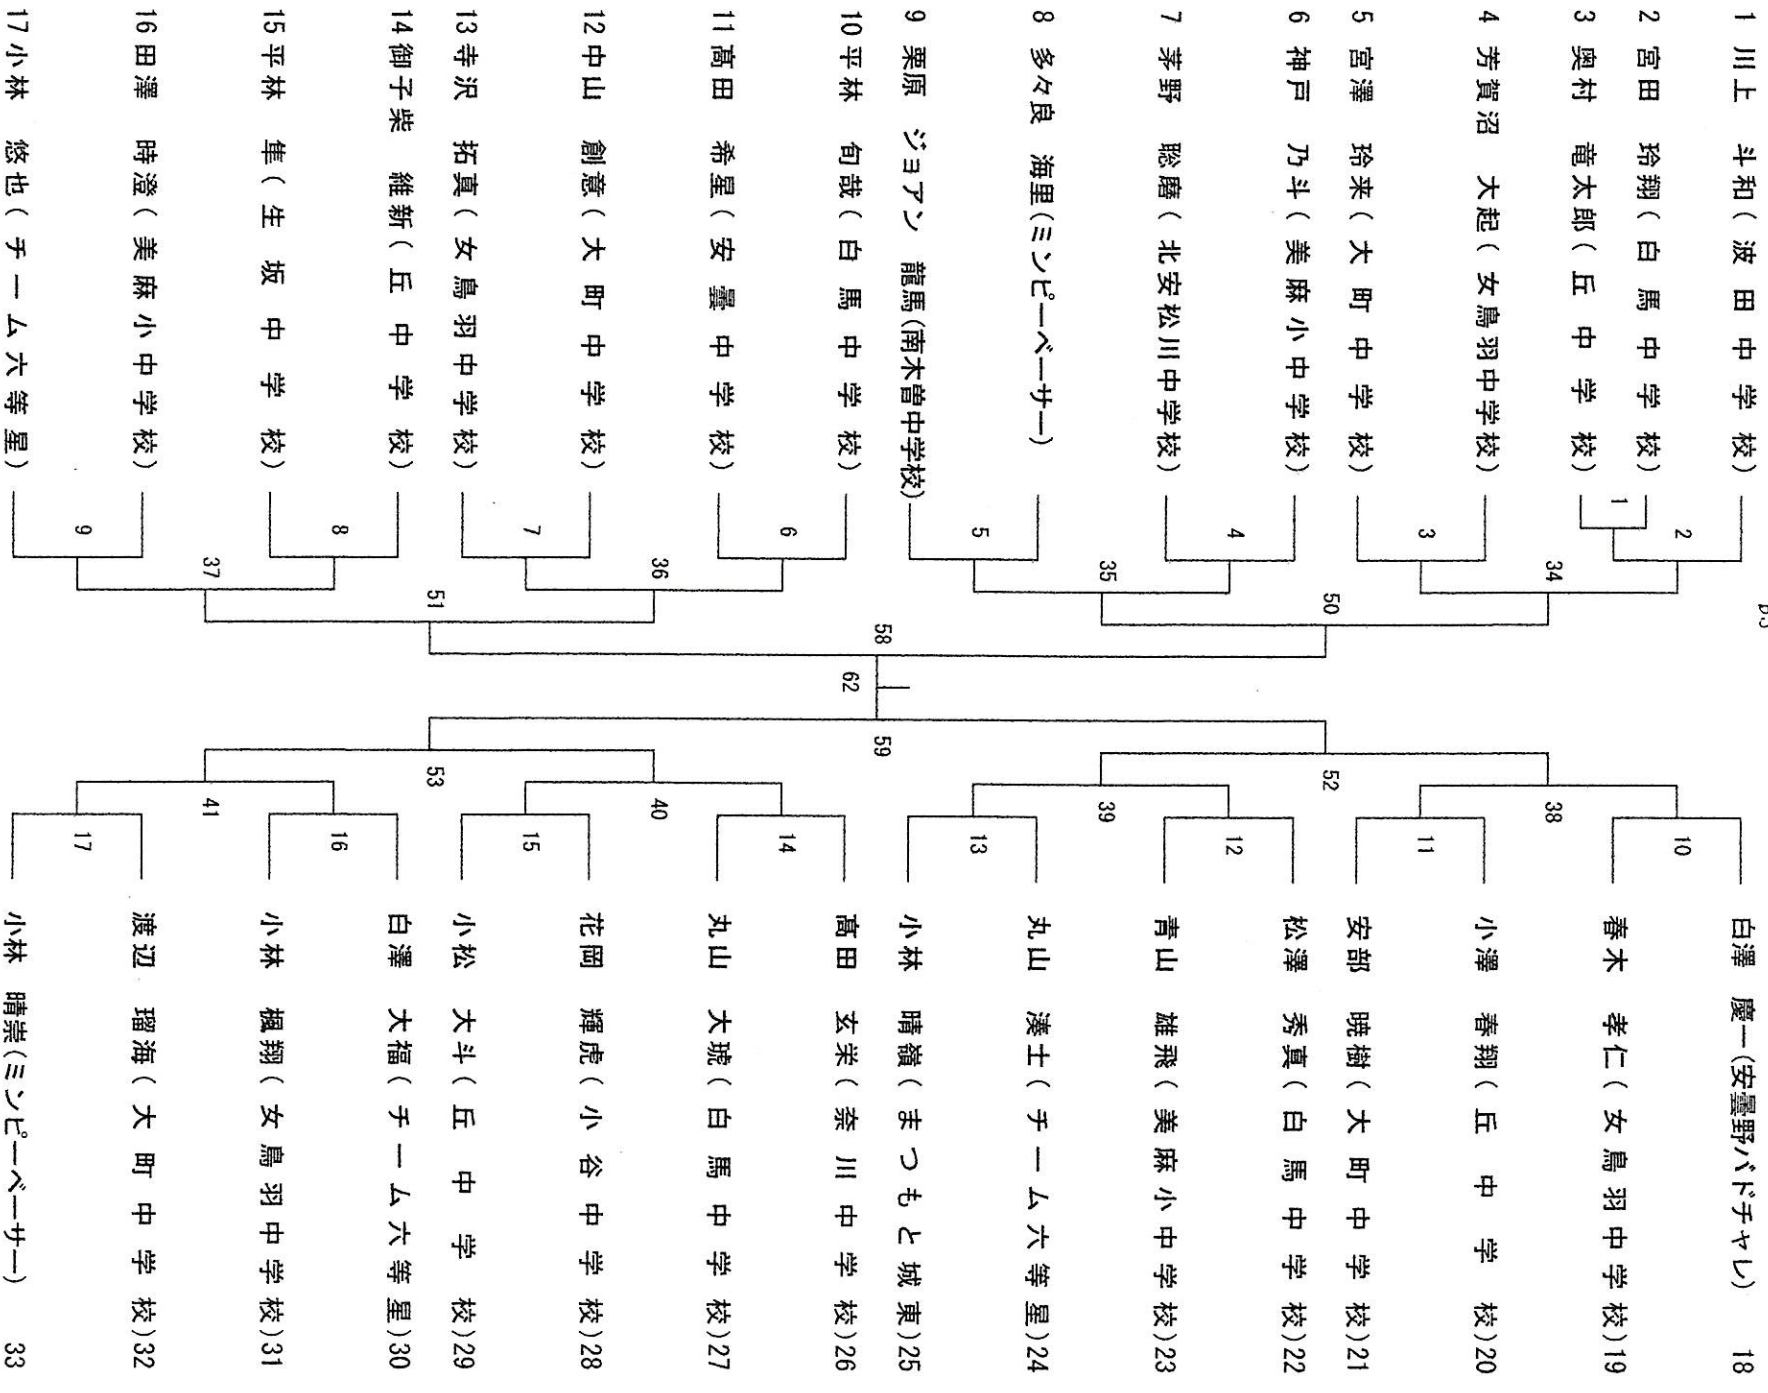 1 川上 斗和( 波 田 中 学 校)
2 宮田 玲翔( 白 馬 中 学 校)
3 奥村 竜太郎( 丘 中 学 校)
4 芳賀沼 大起( 女鳥羽中学校)
5 宮澤 玲来( 大 町 中 学 校)
6 神戸 乃斗( 美麻小中学校)
7 茅野 聡磨( 北安松川中学校)
8 多々良 海里(ミンピーベーサー)
9 栗原 ジョアン 龍馬(南木曽中学校)
10 平林 旬哉( 白 馬 中 学 校)
11 髙田 希星( 安 曇 中 学 校)
12 中山 創意( 大 町 中 学 校)
13 寺沢 拓真( 女鳥羽中学校)
14 御子柴 維新( 丘 中 学 校)
15 平林 隼( 生 坂 中 学 校)
16 田澤 時澄( 美麻小中学校)
17 小林 悠也( チーム六等星)
1
2
3
4
5
6
7
8
9
34
35
36
37
50
51
58
62
59
52
53
38
39
40
41
10
11
12
13
14
15
16
17
白澤 慶一(安曇野バドチャレ) 18
春木 孝仁( 女鳥羽中学校)19
小澤 春翔( 丘 中 学 校)20
安部 暁樹( 大 町 中 学 校)21
松澤 秀真( 白 馬 中 学 校)22
青山 雄飛( 美麻小中学校)23
丸山 湊士( チーム六等星)24
小林 晴嶺( まつもと城東)25
髙田 玄栄( 奈 川 中 学 校)26
丸山 大琥( 白 馬 中 学 校)27
花岡 輝虎( 小 谷 中 学 校)28
小松 大斗( 丘 中 学 校)29
白澤 大福( チーム六等星)30
小林 楓翔( 女鳥羽中学校)31
渡辺 瑠海( 大 町 中 学 校)32
小林 晴崇(ミンピーベーサー) 33